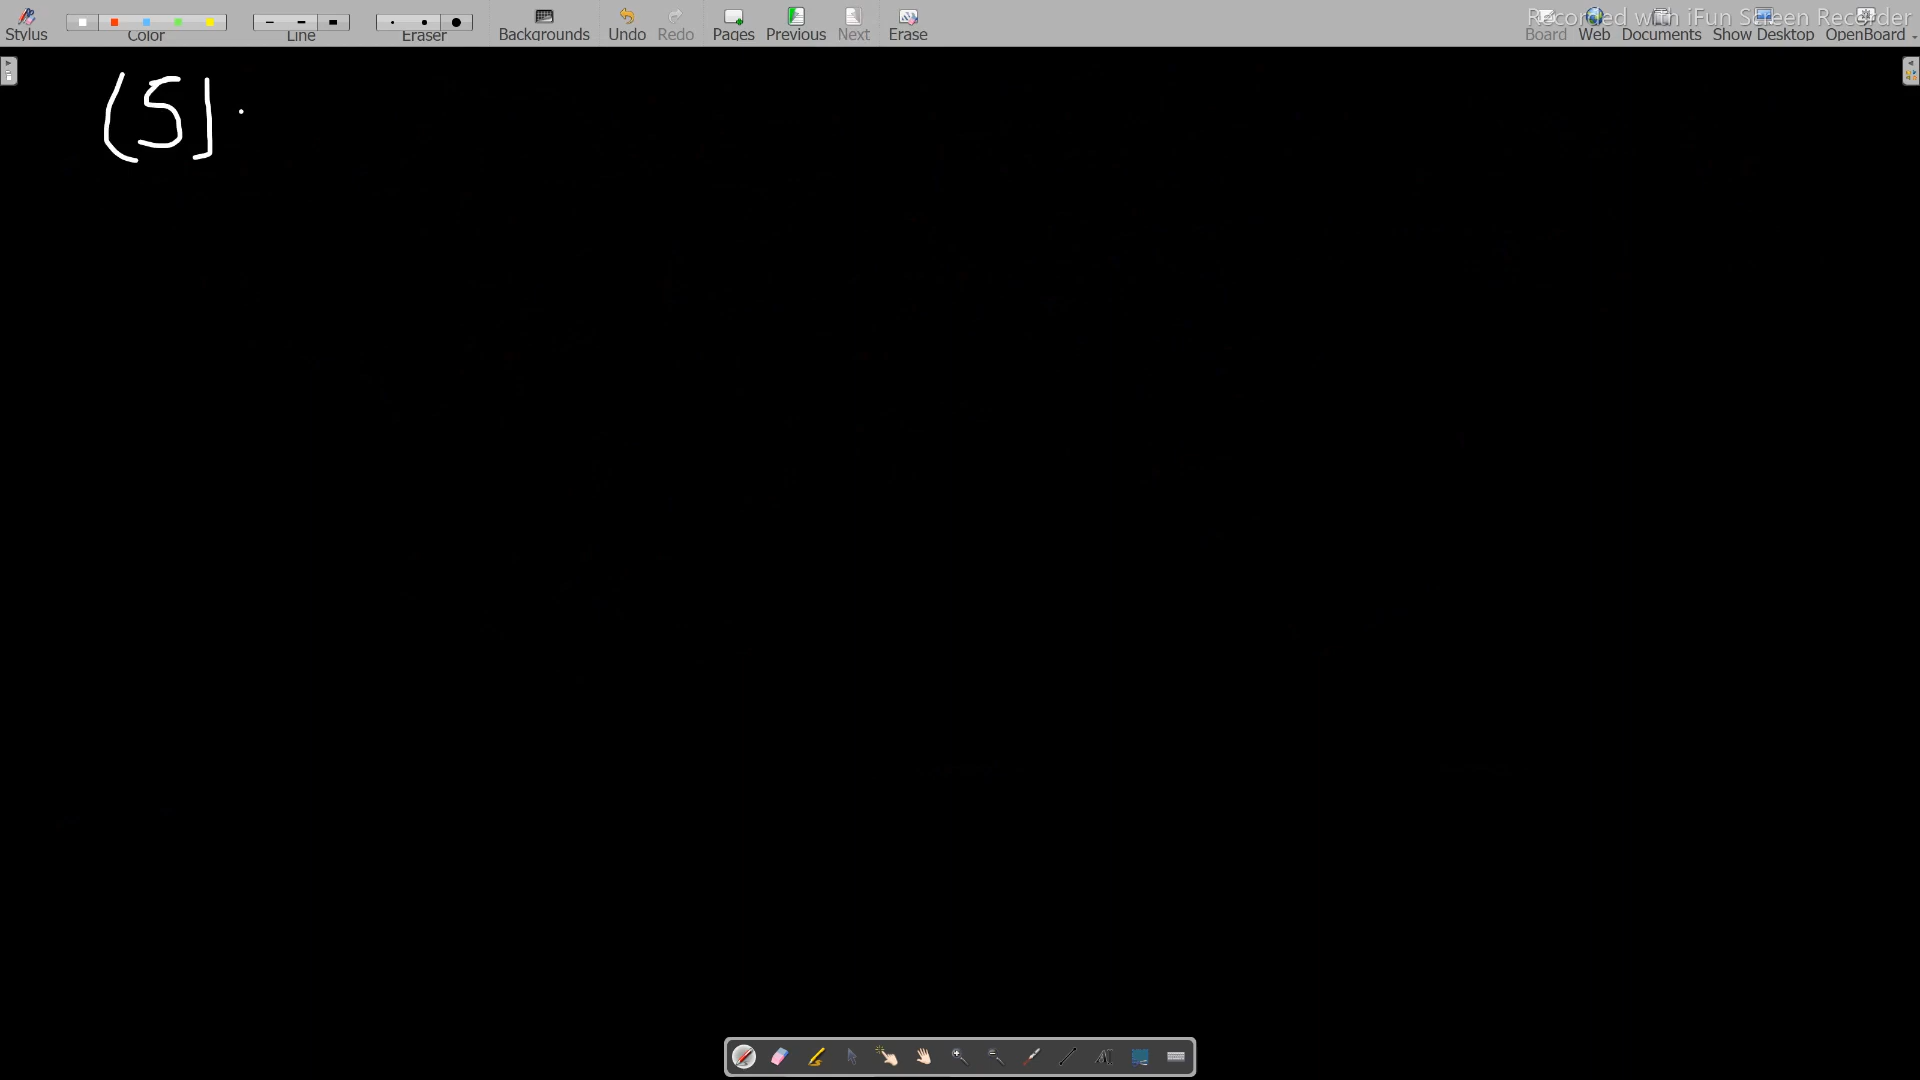 Recorded with iFun Screen Recorder
Stylus Color Line Eraser Backgrounds Undo Redo Pages Previous Next Erase Board Web Documents Show Desktop OpenBoard
(5)